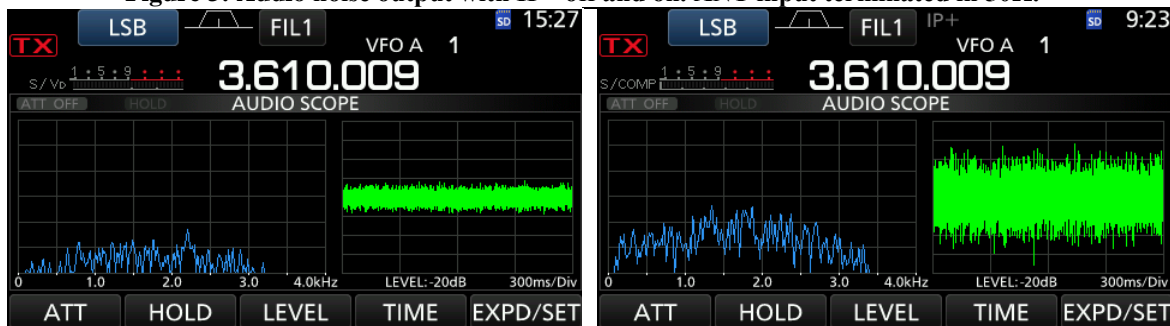 Figure 3: Audio noise output with IP+ off and on. ANT input terminated in 50Ω.
LSB FIL1 SD 15:27
TX VFO A 1
S/VD 1 : 5 : 9 : : :
3.610.009
ATT OFF HOLD AUDIO SCOPE
0 1.0 2.0 3.0 4.0kHz LEVEL:-20dB 300ms/Div
ATT HOLD LEVEL TIME EXPD/SET
LSB FIL1 IP+ SD 9:23
TX VFO A 1
S/COMP 1 : 5 : 9 : : :
3.610.009
ATT OFF HOLD AUDIO SCOPE
0 1.0 2.0 3.0 4.0kHz LEVEL:-20dB 300ms/Div
ATT HOLD LEVEL TIME EXPD/SET